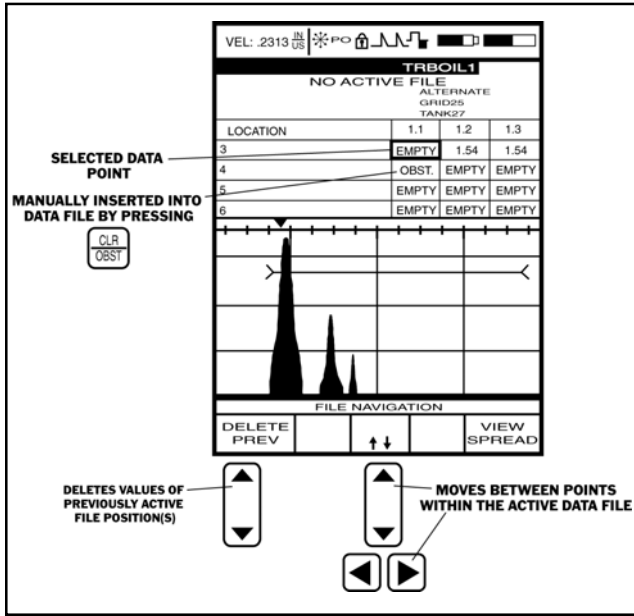 VEL: .2313 IN US PO
TRBOIL1
NO ACTIVE FILE
ALTERNATE
GRID25
TANK27
LOCATION 1.1 1.2 1.3
3 EMPTY 1.54 1.54
4 OBST. EMPTY EMPTY
5 EMPTY EMPTY EMPTY
6 EMPTY EMPTY EMPTY
SELECTED DATA
POINT
MANUALLY INSERTED INTO
DATA FILE BY PRESSING
CLR
OBST
FILE NAVIGATION
DELETE
PREV
VIEW
SPREAD
DELETES VALUES OF
PREVIOUSLY ACTIVE
FILE POSITION(S)
MOVES BETWEEN POINTS
WITHIN THE ACTIVE DATA FILE